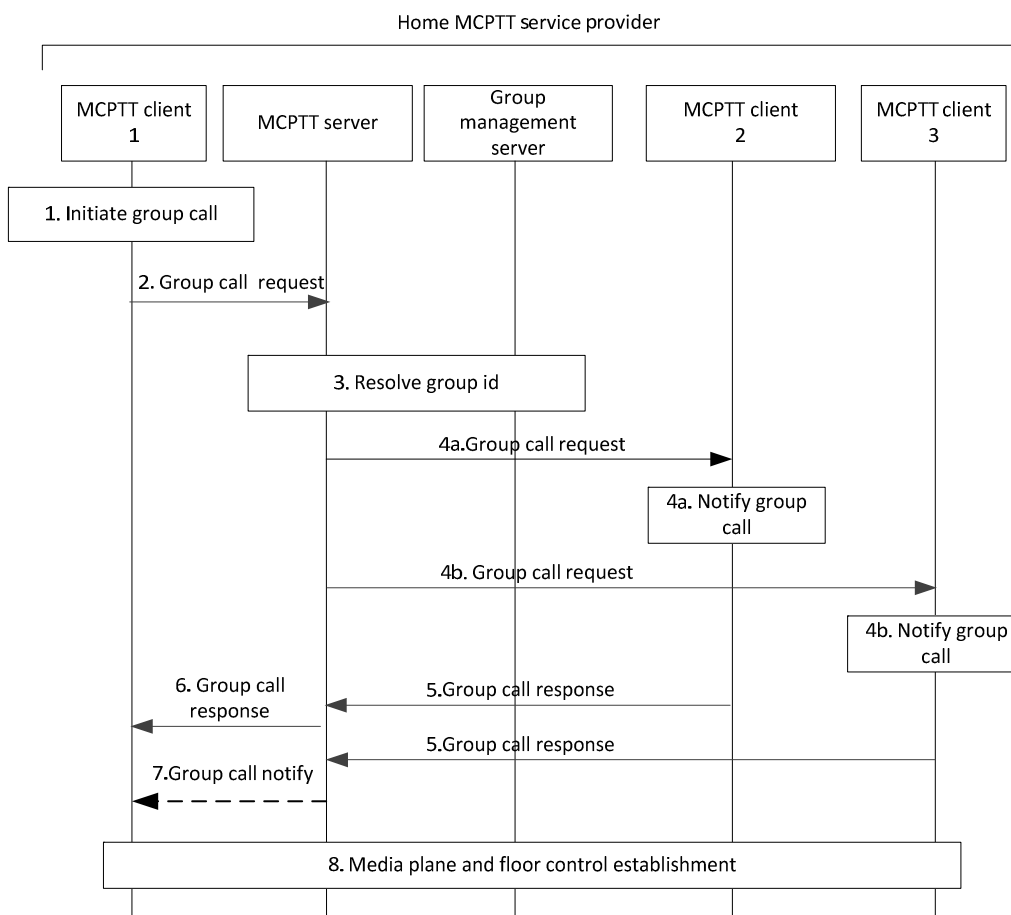 Home MCPTT service provider
MCPTT client
1
MCPTT server
Group
management
server
MCPTT client
2
MCPTT client
3
1. Initiate group call
2. Group call  request
3. Resolve group id
4a.Group call request
4a. Notify group
call
4b. Group call request
4b. Notify group
call
6. Group call
response
5.Group call response
5.Group call response
7.Group call notify
8. Media plane and floor control establishment